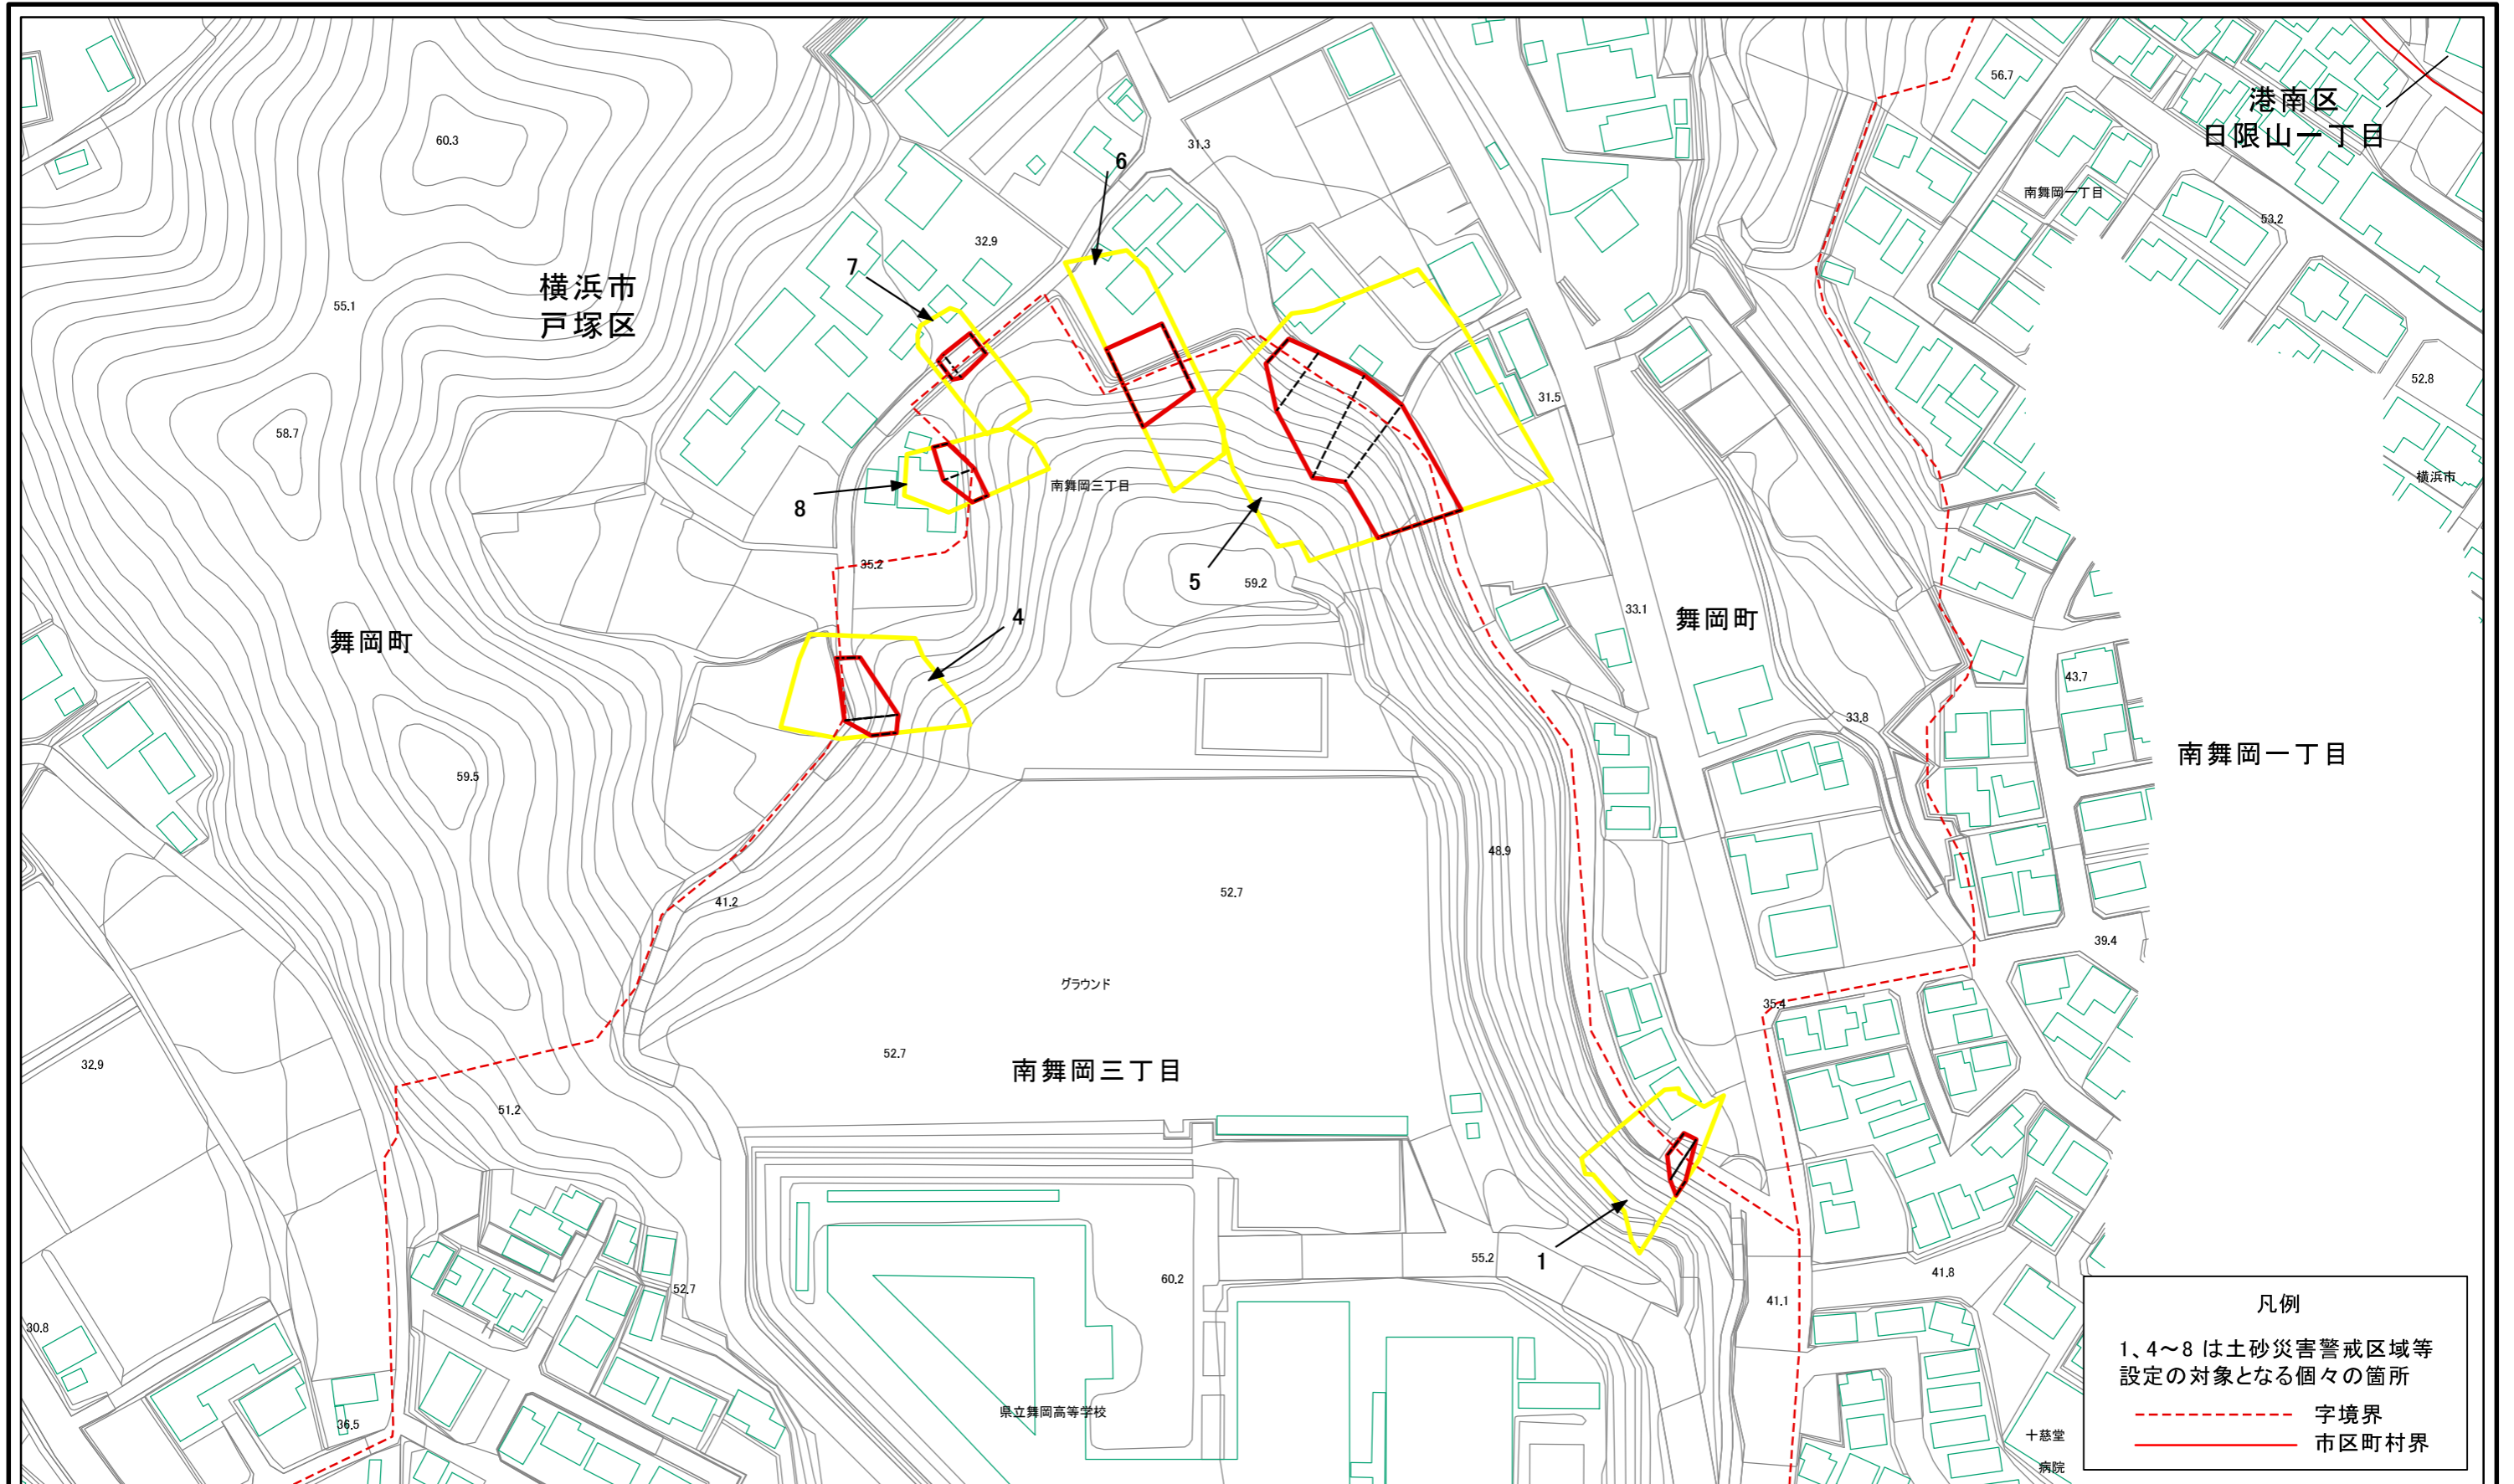 56.7
港南区
日限山一丁目
60.3
31.3
6
南舞岡一丁目
53.2
32.9
7
横浜市
戸塚区
55.1
52.8
31.5
58.7
横浜市
南舞岡三丁目
8
35.2
5
59.2
4
33.1
舞岡町
舞岡町
43.7
33.8
南舞岡一丁目
59.5
48.9
52.7
41.2
39.4
グラウンド
35.4
52.7
32.9
南舞岡三丁目
51.2
1
55.2
60.2
52.7
41.8
41.1
30.8
36.5
県立舞岡高等学校
十慈堂
病院
凡例
1、4～8 は土砂災害警戒区域等
設定の対象となる個々の箇所
字境界
市区町村界